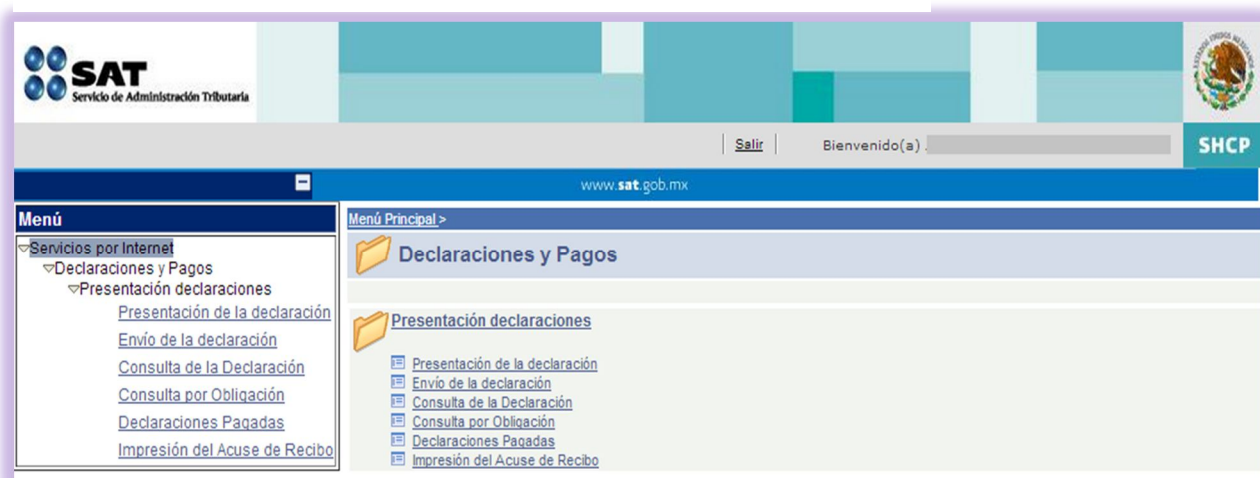 SAT
Servicio de Administración Tributaria
ESTADOS UNIDOS MEXICANOS
Salir
Bienvenido(a) .
SHCP
www.sat.gob.mx
Menú
Servicios por Internet
Declaraciones y Pagos
Presentación declaraciones
Presentación de la declaración
Envío de la declaración
Consulta de la Declaración
Consulta por Obligación
Declaraciones Pagadas
Impresión del Acuse de Recibo
Menú Principal >
Declaraciones y Pagos
Presentación declaraciones
Presentación de la declaración
Envío de la declaración
Consulta de la Declaración
Consulta por Obligación
Declaraciones Pagadas
Impresión del Acuse de Recibo